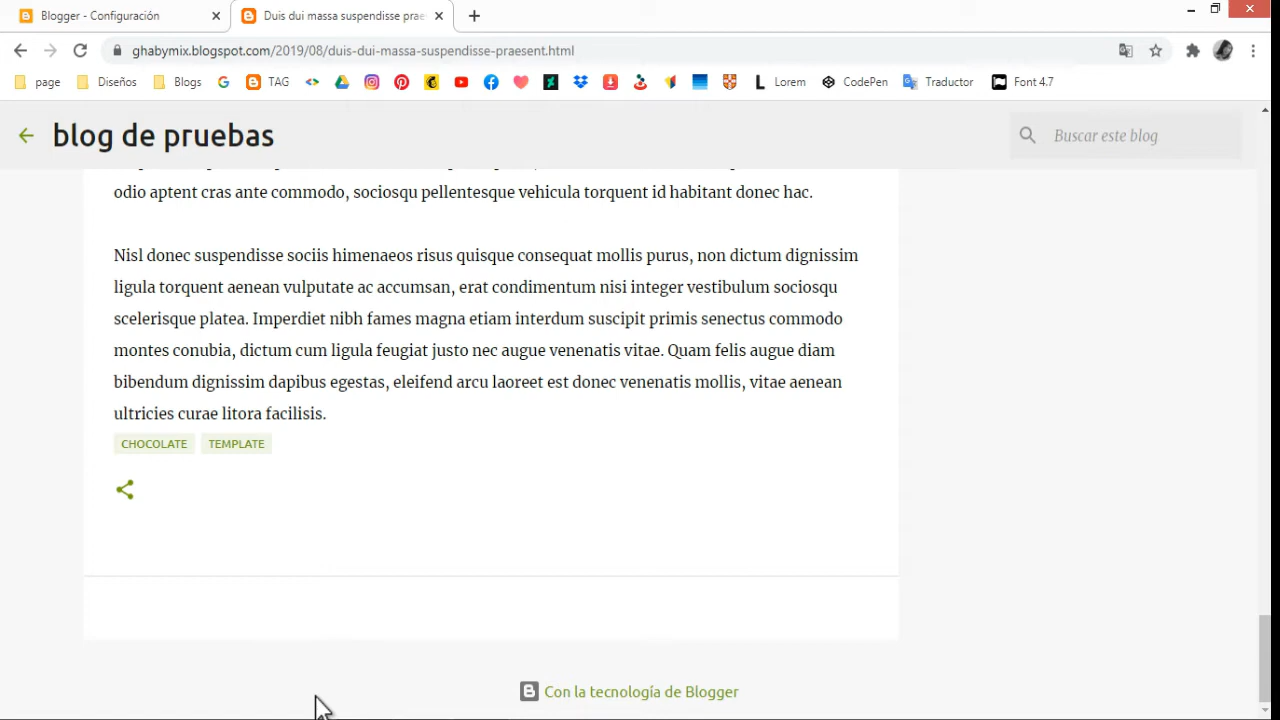 Blogger - Configuración
Duis dui massa suspendisse prae
ghabymix.blogspot.com/2019/08/duis-dui-massa-suspendisse-praesent.html
page Diseños Blogs TAG Lorem CodePen Traductor Font 4.7
blog de pruebas
Buscar este blog
odio aptent cras ante commodo, sociosqu pellentesque vehicula torquent id habitant donec hac.
Nisl donec suspendisse sociis himenaeos risus quisque consequat mollis purus, non dictum dignissim
ligula torquent aenean vulputate ac accumsan, erat condimentum nisi integer vestibulum sociosqu
scelerisque platea. Imperdiet nibh fames magna etiam interdum suscipit primis senectus commodo
montes conubia, dictum cum ligula feugiat justo nec augue venenatis vitae. Quam felis augue diam
bibendum dignissim dapibus egestas, eleifend arcu laoreet est donec venenatis mollis, vitae aenean
ultricies curae litora facilisis.
CHOCOLATE TEMPLATE
Con la tecnología de Blogger